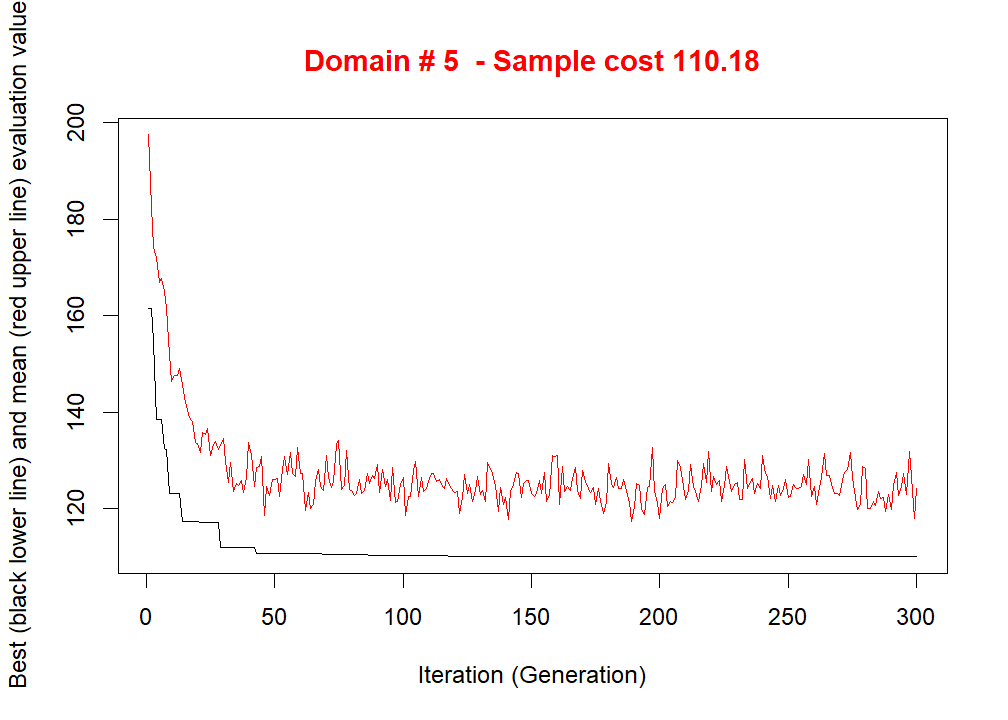 Domain # 5  - Sample cost 110.18
Best (black lower line) and mean (red upper line) evaluation value
200
180
160
140
120
0 50 100 150 200 250 300
Iteration (Generation)